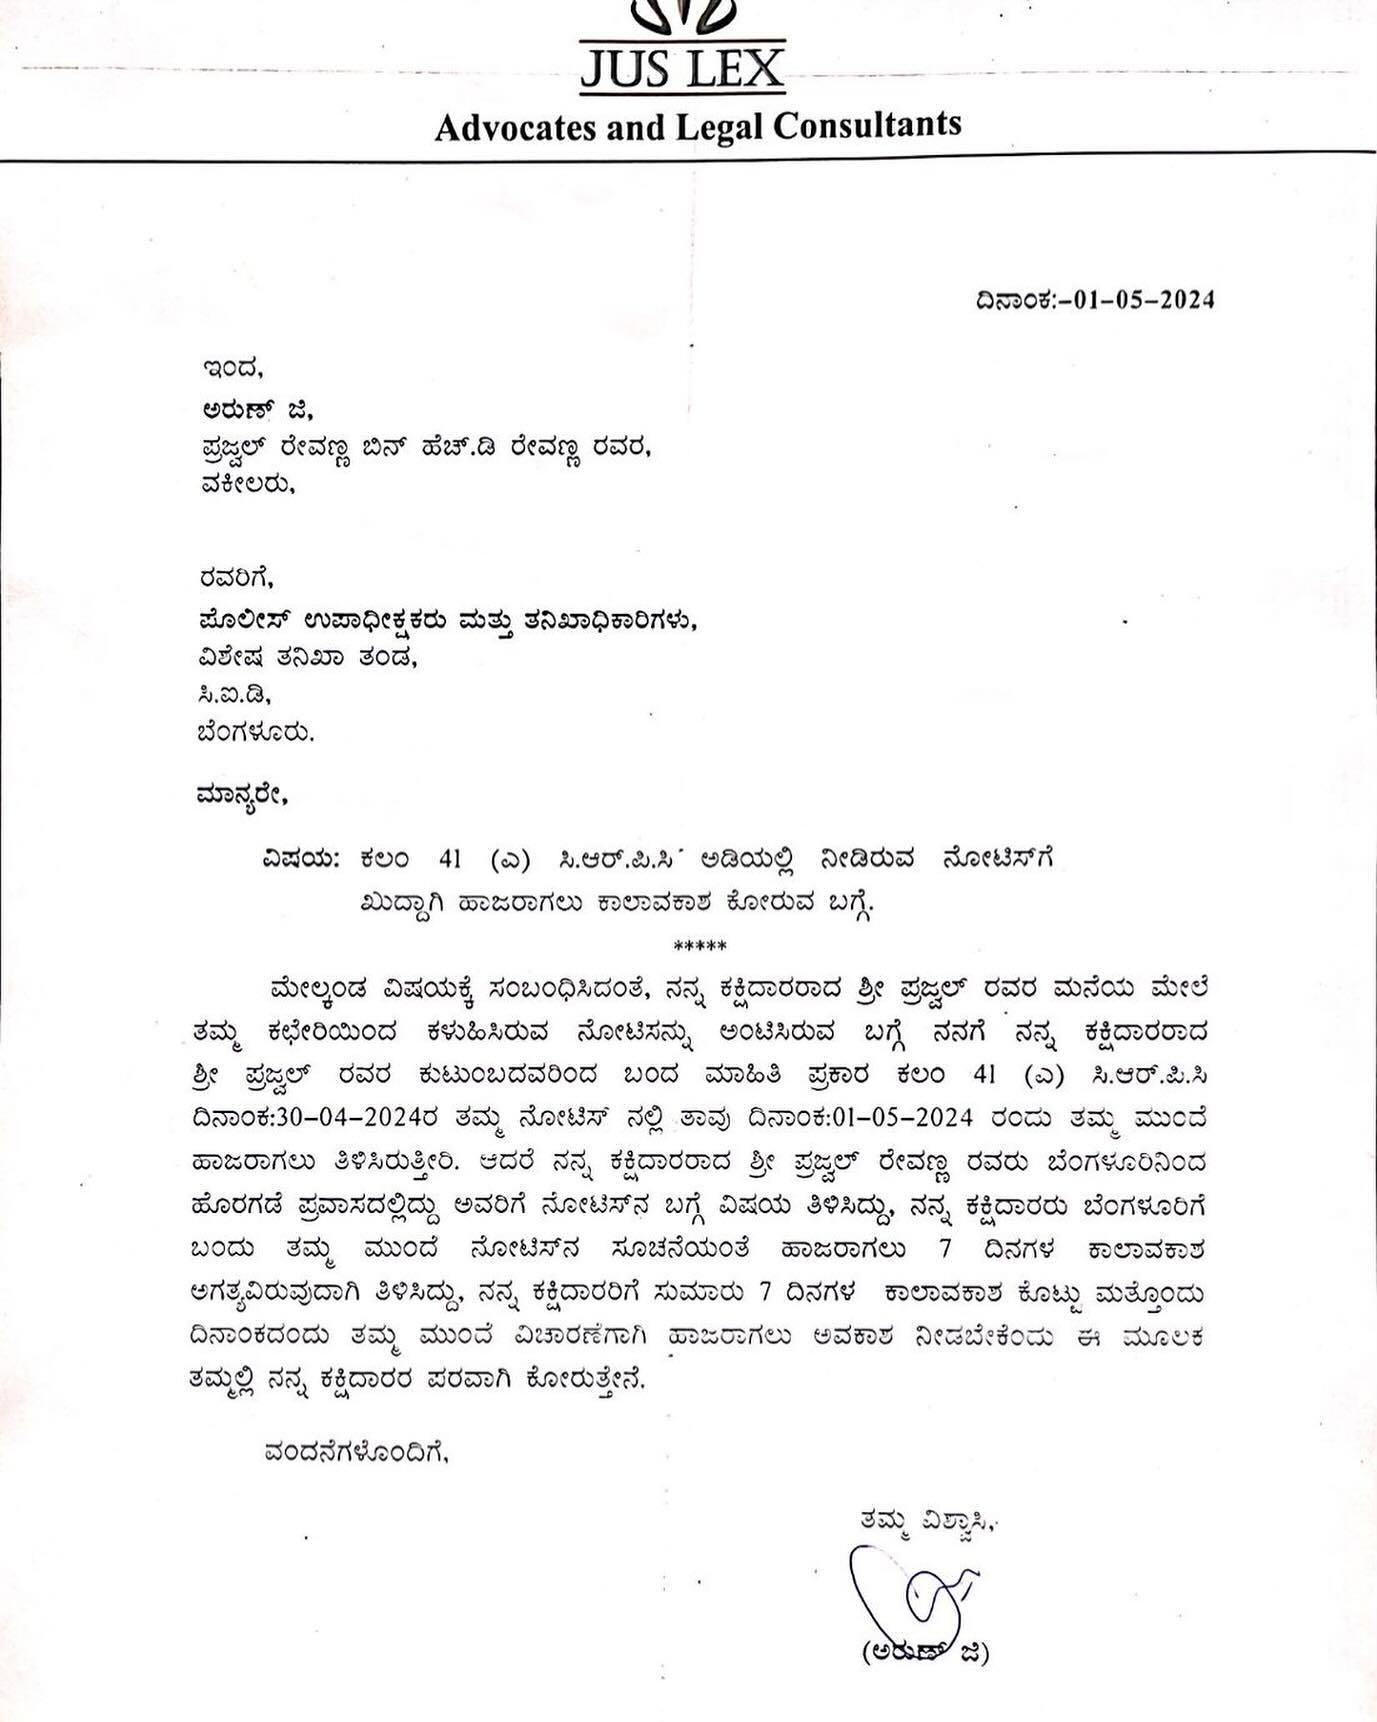 JUS LEX
Advocates and Legal Consultants
ದಿನಾಂಕ:-01-05-2024
ಇಂದ,
ಅರುಣ್ ಜಿ,
ಪ್ರಜ್ವಲ್ ರೇವಣ್ಣ ಬಿನ್ ಹೆಚ್.ಡಿ ರೇವಣ್ಣ ರವರ,
ವಕೀಲರು,
ರವರಿಗೆ,
ಪೊಲೀಸ್ ಉಪಾಧೀಕ್ಷಕರು ಮತ್ತು ತನಿಖಾಧಿಕಾರಿಗಳು,
ವಿಶೇಷ ತನಿಖಾ ತಂಡ,
ಸಿ.ಐ.ಡಿ,
ಬೆಂಗಳೂರು.
ಮಾನ್ಯರೇ,
ವಿಷಯ: ಕಲಂ 41 (ಎ) ಸಿ.ಆರ್.ಪಿ.ಸಿ ಅಡಿಯಲ್ಲಿ ನೀಡಿರುವ ನೋಟಿಸ್‌ಗೆ
ಖುದ್ದಾಗಿ ಹಾಜರಾಗಲು ಕಾಲಾವಕಾಶ ಕೋರುವ ಬಗ್ಗೆ.
*****
ಮೇಲ್ಕಂಡ ವಿಷಯಕ್ಕೆ ಸಂಬಂಧಿಸಿದಂತೆ, ನನ್ನ ಕಕ್ಷಿದಾರರಾದ ಶ್ರೀ ಪ್ರಜ್ವಲ್ ರವರ ಮನೆಯ ಮೇಲೆ
ತಮ್ಮ ಕಛೇರಿಯಿಂದ ಕಳುಹಿಸಿರುವ ನೋಟಿಸನ್ನು ಅಂಟಿಸಿರುವ ಬಗ್ಗೆ ನನಗೆ ನನ್ನ ಕಕ್ಷಿದಾರರಾದ
ಶ್ರೀ ಪ್ರಜ್ವಲ್ ರವರ ಕುಟುಂಬದವರಿಂದ ಬಂದ ಮಾಹಿತಿ ಪ್ರಕಾರ ಕಲಂ 41 (ಎ) ಸಿ.ಆರ್.ಪಿ.ಸಿ
ದಿನಾಂಕ:30-04-2024ರ ತಮ್ಮ ನೋಟಿಸ್ ನಲ್ಲಿ ತಾವು ದಿನಾಂಕ:01-05-2024 ರಂದು ತಮ್ಮ ಮುಂದೆ
ಹಾಜರಾಗಲು ತಿಳಿಸಿರುತ್ತೀರಿ. ಆದರೆ ನನ್ನ ಕಕ್ಷಿದಾರರಾದ ಶ್ರೀ ಪ್ರಜ್ವಲ್ ರೇವಣ್ಣ ರವರು ಬೆಂಗಳೂರಿನಿಂದ
ಹೊರಗಡೆ ಪ್ರವಾಸದಲ್ಲಿದ್ದು ಅವರಿಗೆ ನೋಟಿಸ್‌ನ ಬಗ್ಗೆ ವಿಷಯ ತಿಳಿಸಿದ್ದು, ನನ್ನ ಕಕ್ಷಿದಾರರು ಬೆಂಗಳೂರಿಗೆ
ಬಂದು ತಮ್ಮ ಮುಂದೆ ನೋಟಿಸ್‌ನ ಸೂಚನೆಯಂತೆ ಹಾಜರಾಗಲು 7 ದಿನಗಳ ಕಾಲಾವಕಾಶ
ಅಗತ್ಯವಿರುವುದಾಗಿ ತಿಳಿಸಿದ್ದು, ನನ್ನ ಕಕ್ಷಿದಾರರಿಗೆ ಸುಮಾರು 7 ದಿನಗಳ ಕಾಲಾವಕಾಶ ಕೊಟ್ಟು ಮತ್ತೊಂದು
ದಿನಾಂಕದಂದು ತಮ್ಮ ಮುಂದೆ ವಿಚಾರಣೆಗಾಗಿ ಹಾಜರಾಗಲು ಅವಕಾಶ ನೀಡಬೇಕೆಂದು ಈ ಮೂಲಕ
ತಮ್ಮಲ್ಲಿ ನನ್ನ ಕಕ್ಷಿದಾರರ ಪರವಾಗಿ ಕೋರುತ್ತೇನೆ.
ವಂದನೆಗಳೊಂದಿಗೆ,
ತಮ್ಮ ವಿಶ್ವಾಸಿ,
(ಅರುಣ್ ಜಿ)